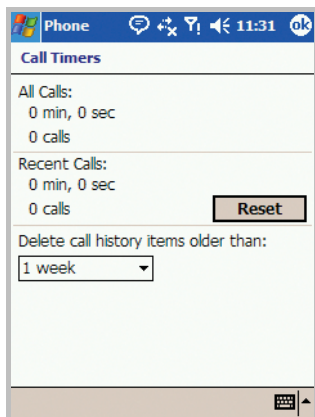 Phone 11:31 ok
Call Timers
All Calls:
0 min, 0 sec
0 calls
Recent Calls:
0 min, 0 sec
0 calls Reset
Delete call history items older than:
1 week